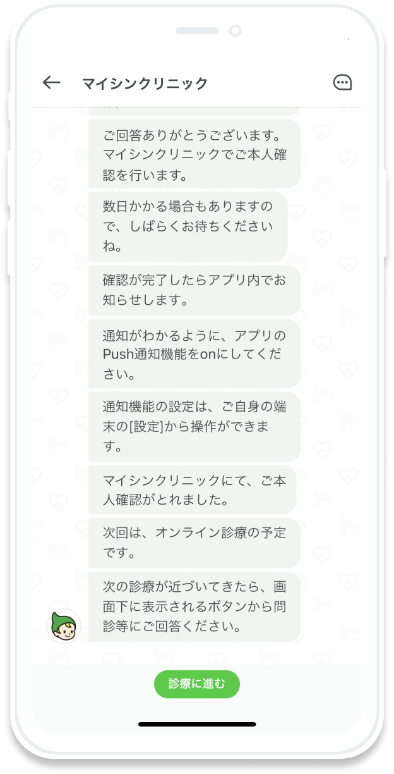 マイシンクリニック
ご回答ありがとうございます。
マイシンクリニックでご本人確
認を行います。
数日かかる場合もありますの
で、しばらくお待ちください
ね。
確認が完了したらアプリ内でお
知らせします。
通知がわかるように、アプリの
Push通知機能をonにしてくだ
さい。
通知機能の設定は、ご自身の端
末の[設定]から操作ができま
す。
マイシンクリニックにて、ご本
人確認がとれました。
次回は、オンライン診療の予定
です。
次の診療が近づいてきたら、画
面下に表示されるボタンから問
診等にご回答ください。
診療に進む